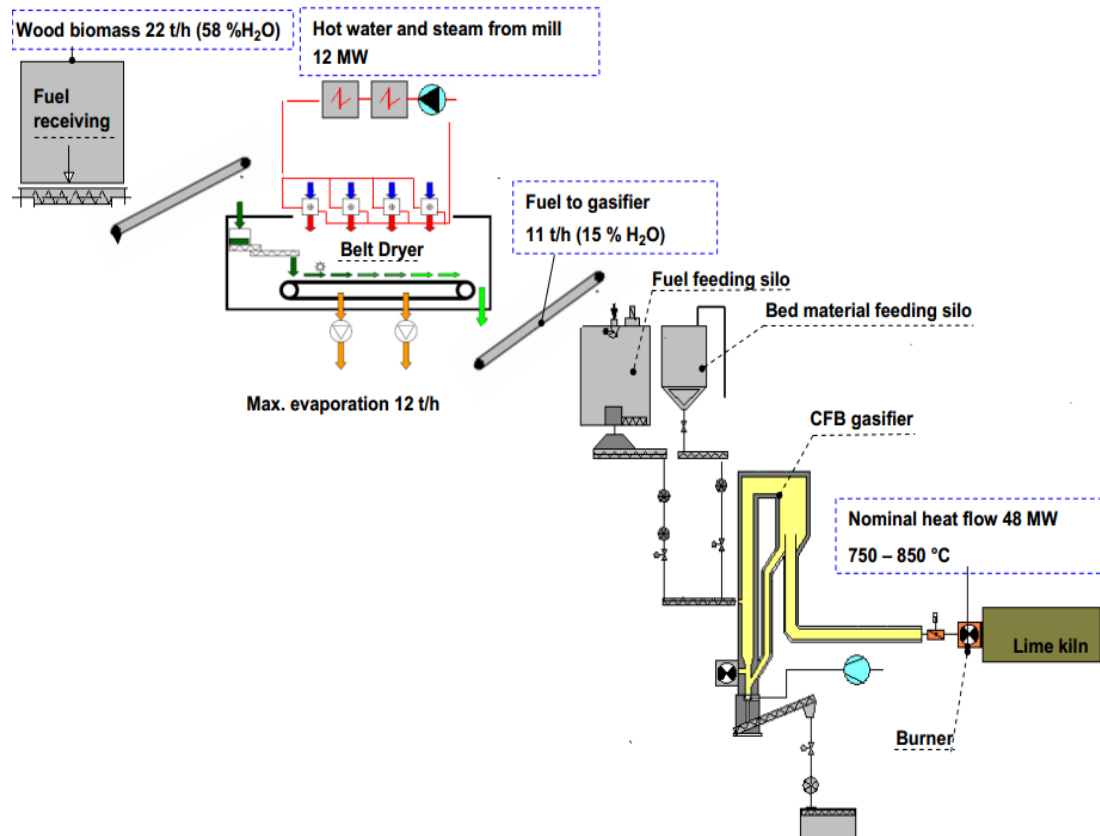 Wood biomass 22 t/h (58 %H₂O)
Hot water and steam from mill
12 MW
Fuel
receiving
Fuel to gasifier
11 t/h (15 % H₂O)
Belt Dryer
Fuel feeding silo
Bed material feeding silo
Max. evaporation 12 t/h
CFB gasifier
Nominal heat flow 48 MW
750 – 850 °C
Lime kiln
Burner